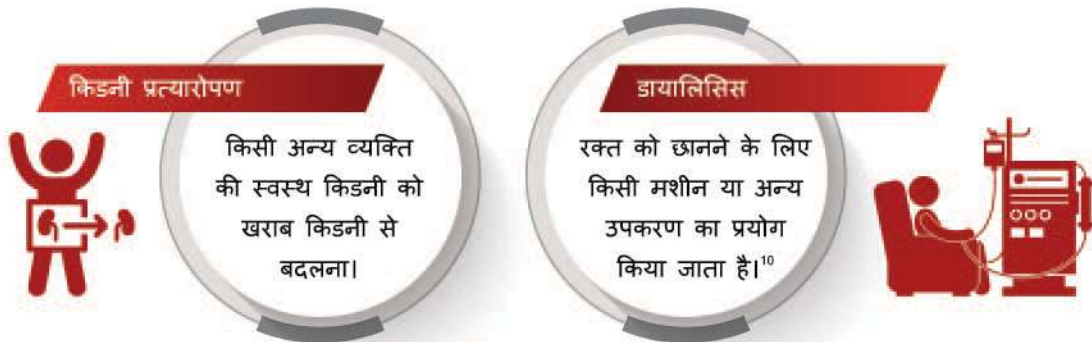 किडनी प्रत्यारोपण
किसी अन्य व्यक्ति
की स्वस्थ किडनी को
खराब किडनी से
बदलना।
डायालिसिस
रक्त को छानने के लिए
किसी मशीन या अन्य
उपकरण का प्रयोग
किया जाता है।¹⁰